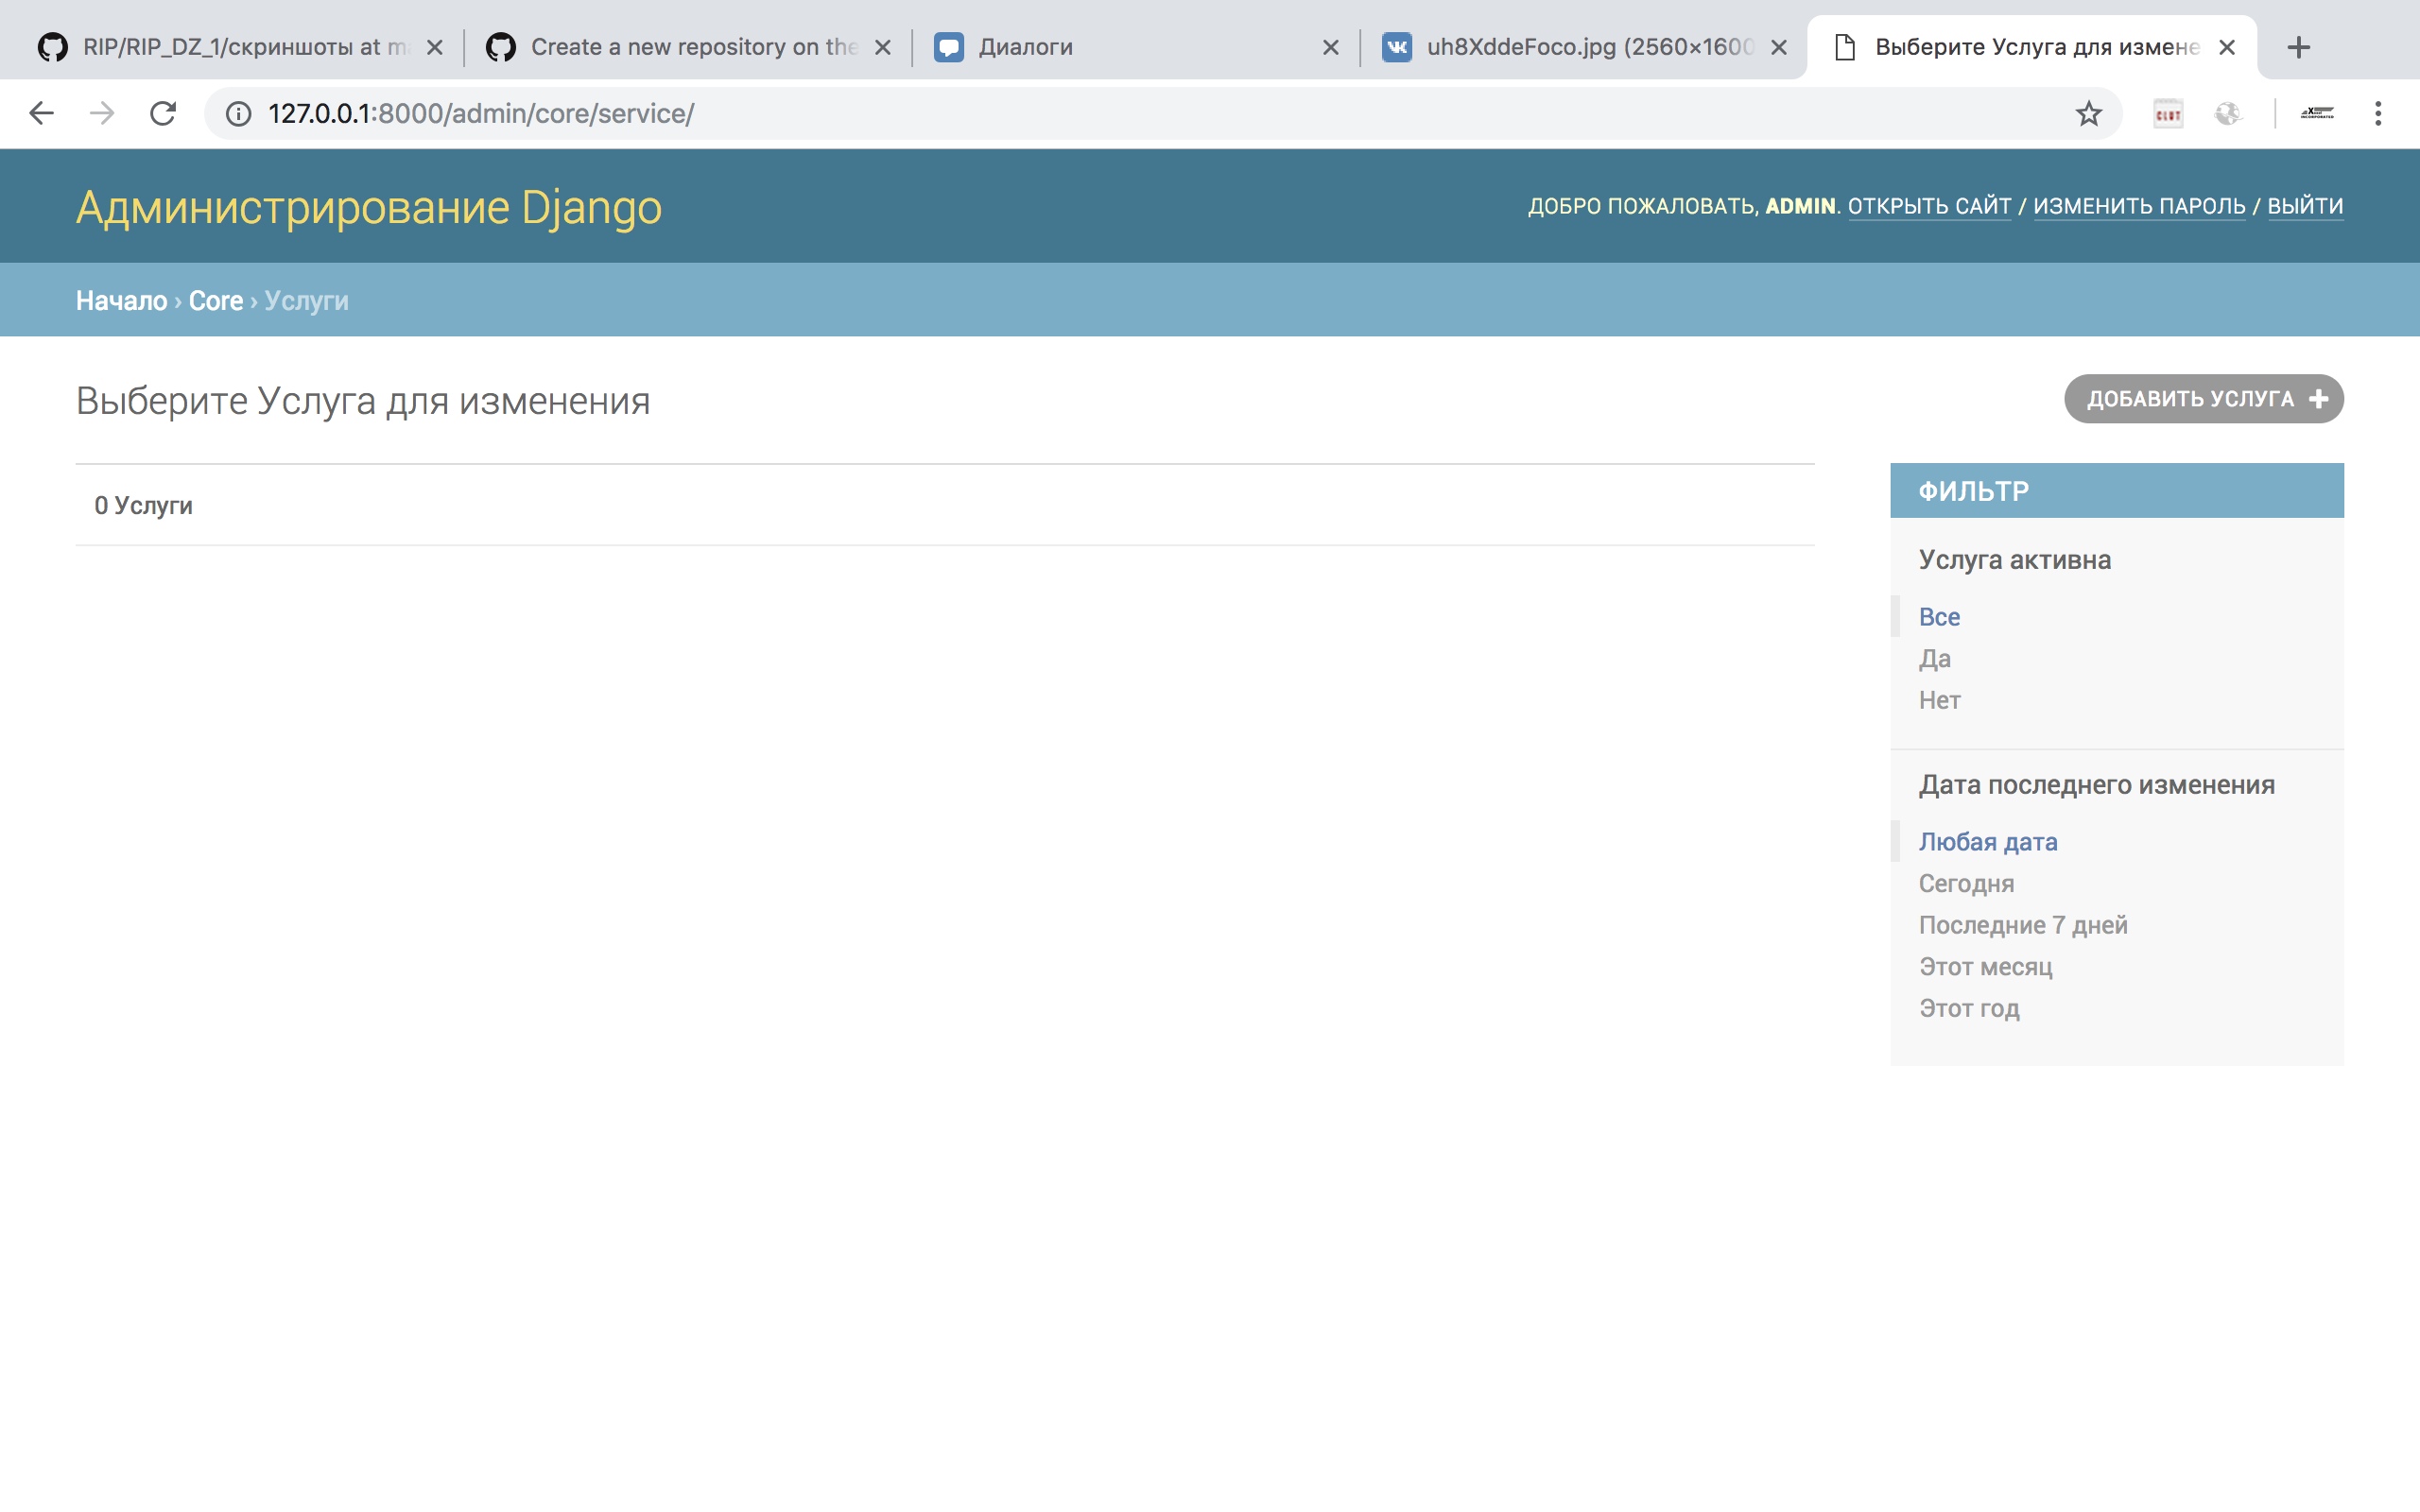 RIP/RIP_DZ_1/скриншоты at m
Create a new repository on the
Диалоги
uh8XddeFoco.jpg (2560×1600
Выберите Услуга для измене
127.0.0.1:8000/admin/core/service/
Администрирование Django
ДОБРО ПОЖАЛОВАТЬ, ADMIN. ОТКРЫТЬ САЙТ / ИЗМЕНИТЬ ПАРОЛЬ / ВЫЙТИ
Начало › Core › Услуги
Выберите Услуга для изменения
ДОБАВИТЬ УСЛУГА +
0 Услуги
ФИЛЬТР
Услуга активна
Все
Да
Нет
Дата последнего изменения
Любая дата
Сегодня
Последние 7 дней
Этот месяц
Этот год